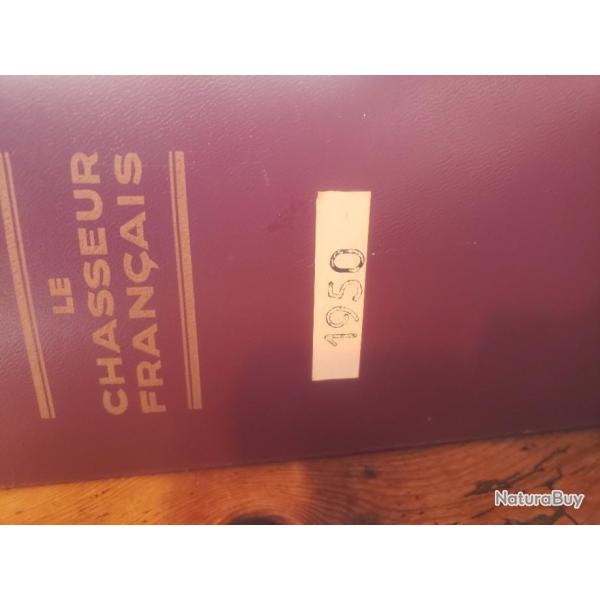 LE
CHASSEUR
FRANÇAIS
1950
NaturaBuy